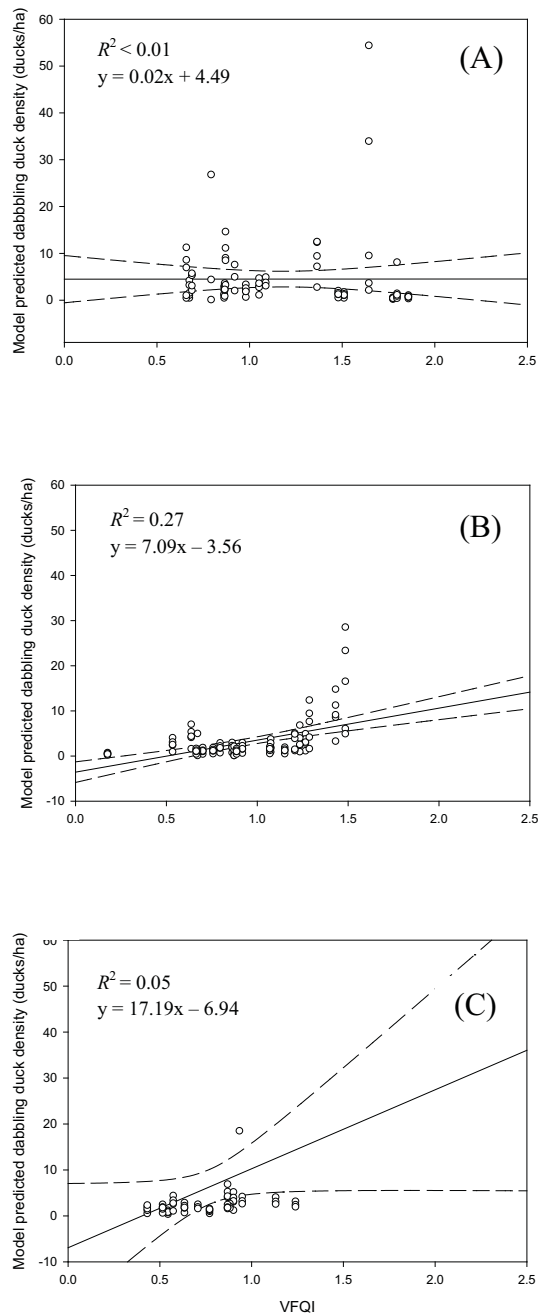 60
50
40
30
20
10
0
Model predicted dabbbling duck density (ducks/ha)
R² < 0.01
y = 0.02x + 4.49
(A)
0.0 0.5 1.0 1.5 2.0 2.5
60
50
40
30
20
10
0
-10
Model predicted dabbling duck density (ducks/ha)
R² = 0.27
y = 7.09x – 3.56
(B)
0.0 0.5 1.0 1.5 2.0 2.5
60
50
40
30
20
10
0
-10
Model predicted dabbling duck density (ducks/ha)
R² = 0.05
y = 17.19x – 6.94
(C)
0.0 0.5 1.0 1.5 2.0 2.5
VFQI